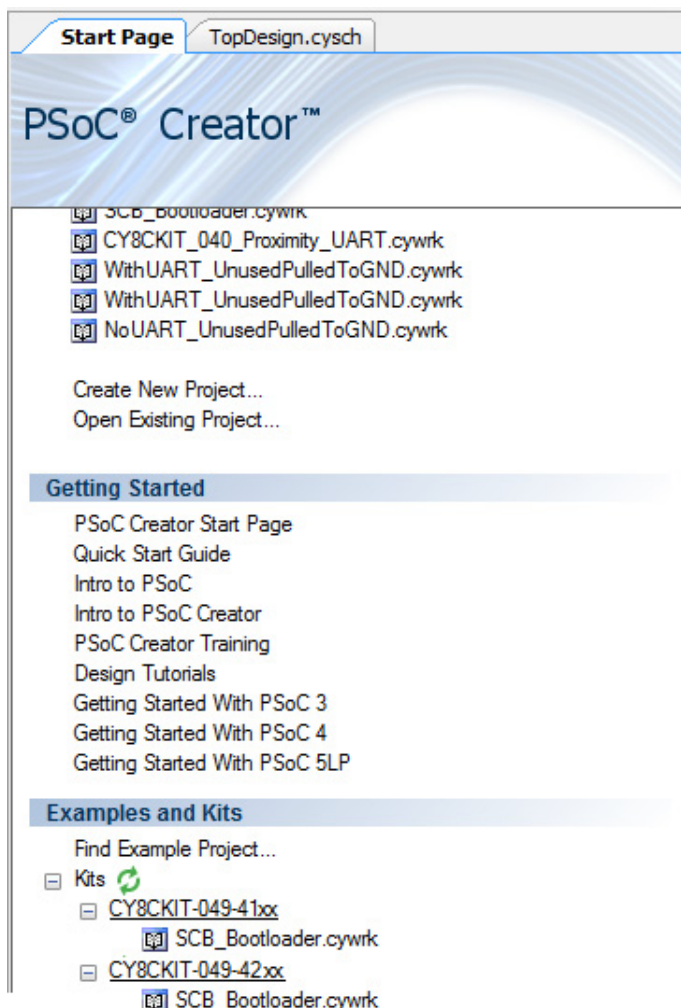 Start Page TopDesign.cysch
PSoC® Creator™
SCB_Bootloader.cywrk
CY8CKIT_040_Proximity_UART.cywrk
WithUART_UnusedPulledToGND.cywrk
WithUART_UnusedPulledToGND.cywrk
NoUART_UnusedPulledToGND.cywrk
Create New Project...
Open Existing Project...
Getting Started
PSoC Creator Start Page
Quick Start Guide
Intro to PSoC
Intro to PSoC Creator
PSoC Creator Training
Design Tutorials
Getting Started With PSoC 3
Getting Started With PSoC 4
Getting Started With PSoC 5LP
Examples and Kits
Find Example Project...
Kits
CY8CKIT-049-41xx
SCB_Bootloader.cywrk
CY8CKIT-049-42xx
SCB_Bootloader.cywrk